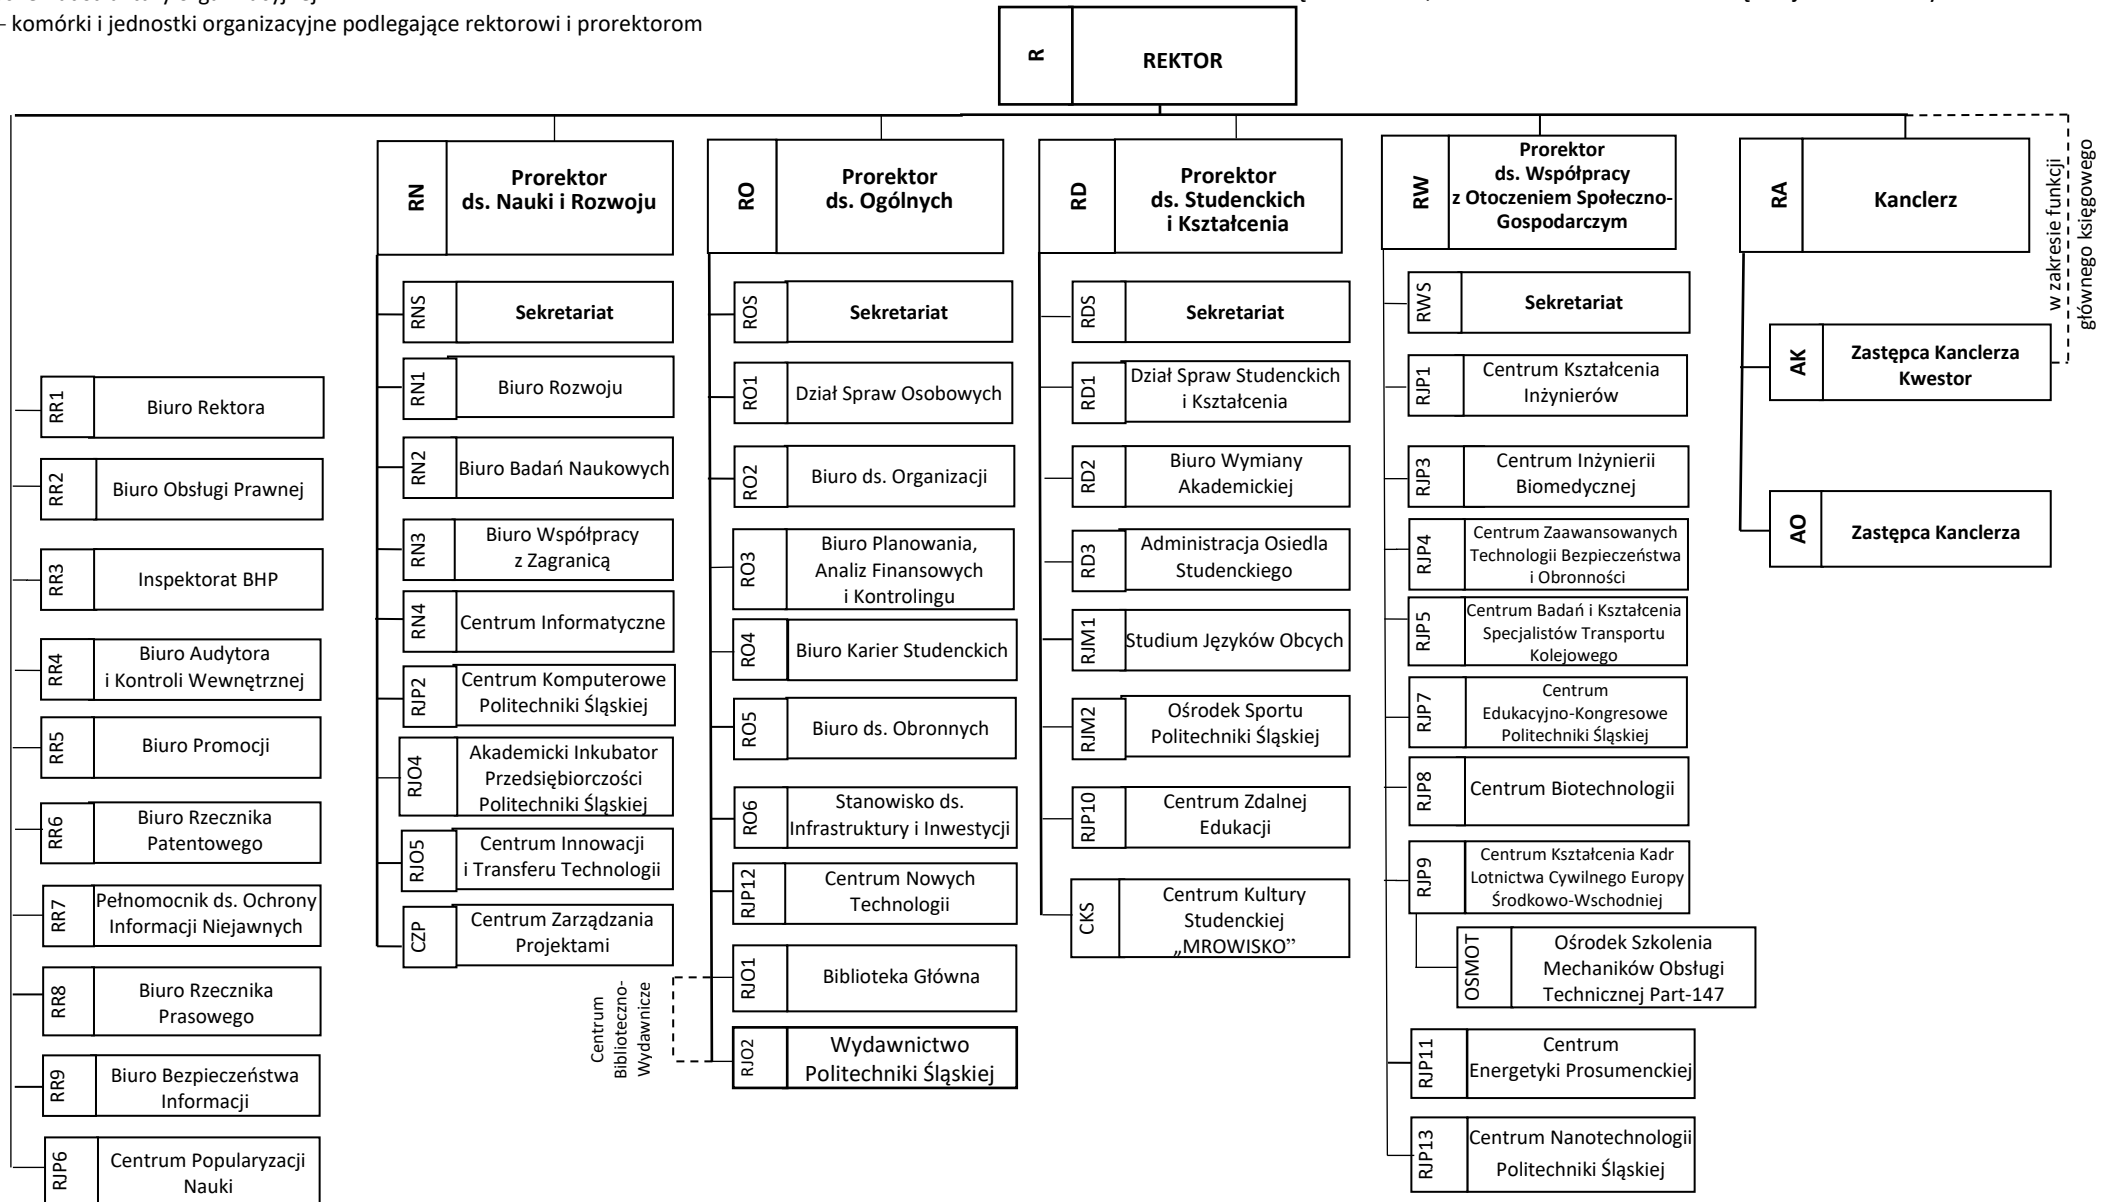 – komórki i jednostki organizacyjne podlegające rektorowi i prorektorom
R
REKTOR
RN
Prorektor
ds. Nauki i Rozwoju
RO
Prorektor
ds. Ogólnych
RD
Prorektor
ds. Studenckich
i Kształcenia
RW
Prorektor
ds. Współpracy
z Otoczeniem Społeczno-
Gospodarczym
RA
Kanclerz
w zakresie funkcji
głównego księgowego
RR1
Biuro Rektora
RR2
Biuro Obsługi Prawnej
RR3
Inspektorat BHP
RR4
Biuro Audytora
i Kontroli Wewnętrznej
RR5
Biuro Promocji
RR6
Biuro Rzecznika
Patentowego
RR7
Pełnomocnik ds. Ochrony
Informacji Niejawnych
RR8
Biuro Rzecznika
Prasowego
RR9
Biuro Bezpieczeństwa
Informacji
RJP6
Centrum Popularyzacji
Nauki
RNS
Sekretariat
RN1
Biuro Rozwoju
RN2
Biuro Badań Naukowych
RN3
Biuro Współpracy
z Zagranicą
RN4
Centrum Informatyczne
RJP2
Centrum Komputerowe
Politechniki Śląskiej
RJO4
Akademicki Inkubator
Przedsiębiorczości
Politechniki Śląskiej
RJO5
Centrum Innowacji
i Transferu Technologii
CZP
Centrum Zarządzania
Projektami
ROS
Sekretariat
RO1
Dział Spraw Osobowych
RO2
Biuro ds. Organizacji
RO3
Biuro Planowania,
Analiz Finansowych
i Kontrolingu
RO4
Biuro Karier Studenckich
RO5
Biuro ds. Obronnych
RO6
Stanowisko ds.
Infrastruktury i Inwestycji
RJP12
Centrum Nowych
Technologii
Centrum
Biblioteczno-
Wydawnicze
RJO1
Biblioteka Główna
RJO2
Wydawnictwo
Politechniki Śląskiej
RDS
Sekretariat
RD1
Dział Spraw Studenckich
i Kształcenia
RD2
Biuro Wymiany
Akademickiej
RD3
Administracja Osiedla
Studenckiego
RJM1
Studium Języków Obcych
RJM2
Ośrodek Sportu
Politechniki Śląskiej
RJP10
Centrum Zdalnej
Edukacji
CKS
Centrum Kultury
Studenckiej
„MROWISKO”
RWS
Sekretariat
RJP1
Centrum Kształcenia
Inżynierów
RJP3
Centrum Inżynierii
Biomedycznej
RJP4
Centrum Zaawansowanych
Technologii Bezpieczeństwa
i Obronności
RJP5
Centrum Badań i Kształcenia
Specjalistów Transportu
Kolejowego
RJP7
Centrum
Edukacyjno-Kongresowe
Politechniki Śląskiej
RJP8
Centrum Biotechnologii
RJP9
Centrum Kształcenia Kadr
Lotnictwa Cywilnego Europy
Środkowo-Wschodniej
OSMOT
Ośrodek Szkolenia
Mechaników Obsługi
Technicznej Part-147
RJP11
Centrum
Energetyki Prosumenckiej
RJP13
Centrum Nanotechnologii
Politechniki Śląskiej
AK
Zastępca Kanclerza
Kwestor
AO
Zastępca Kanclerza